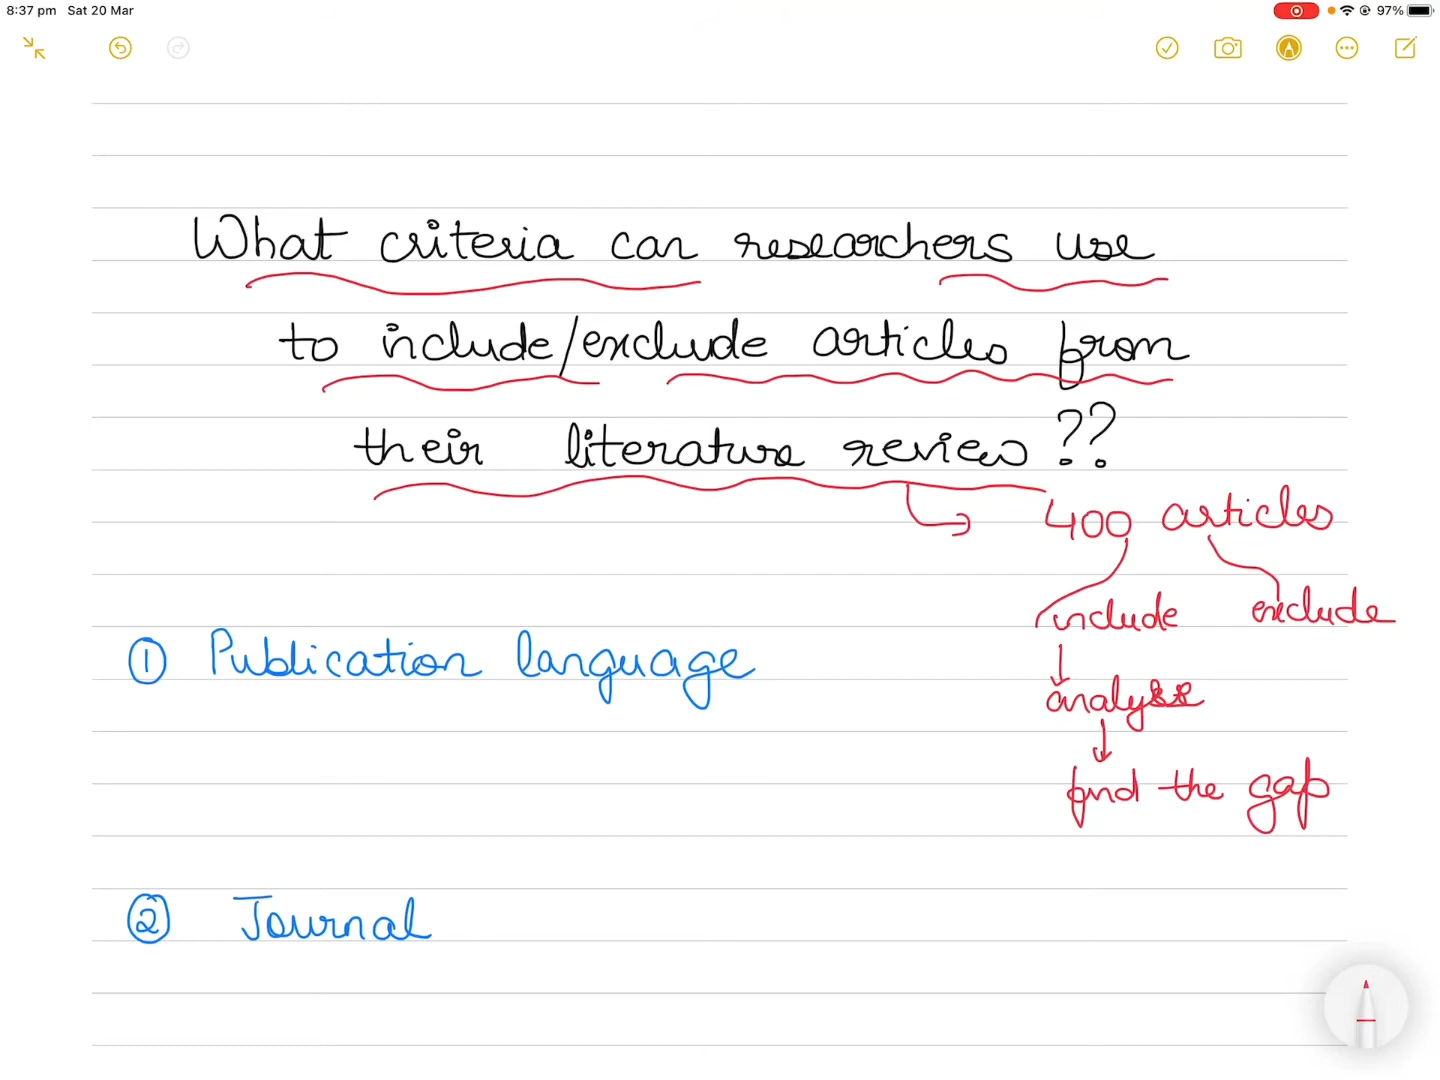 8:37 pm Sat 20 Mar
97%
What criteria can researchers use
to include/exclude articles from
their literature review ??
400 articles
include exclude
① Publication language
analyse
find the gap
② Journal